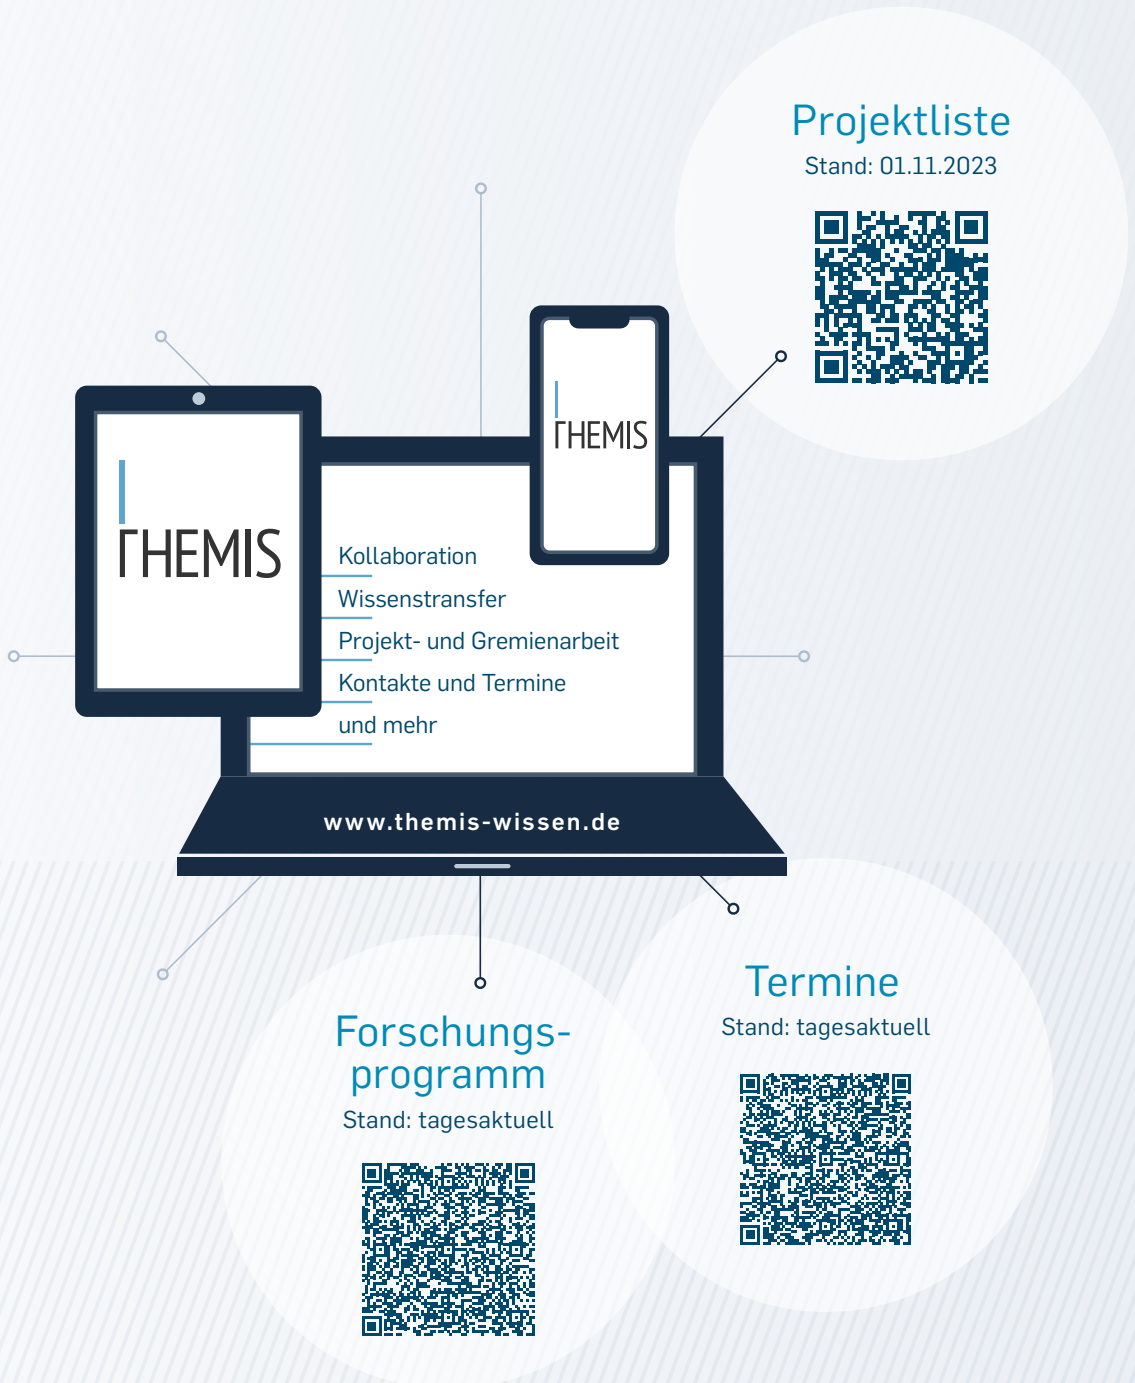 Projektliste
Stand: 01.11.2023
THEMIS
THEMIS
Kollaboration
Wissenstransfer
Projekt- und Gremienarbeit
Kontakte und Termine
und mehr
www.themis-wissen.de
Termine
Stand: tagesaktuell
Forschungs-
programm
Stand: tagesaktuell